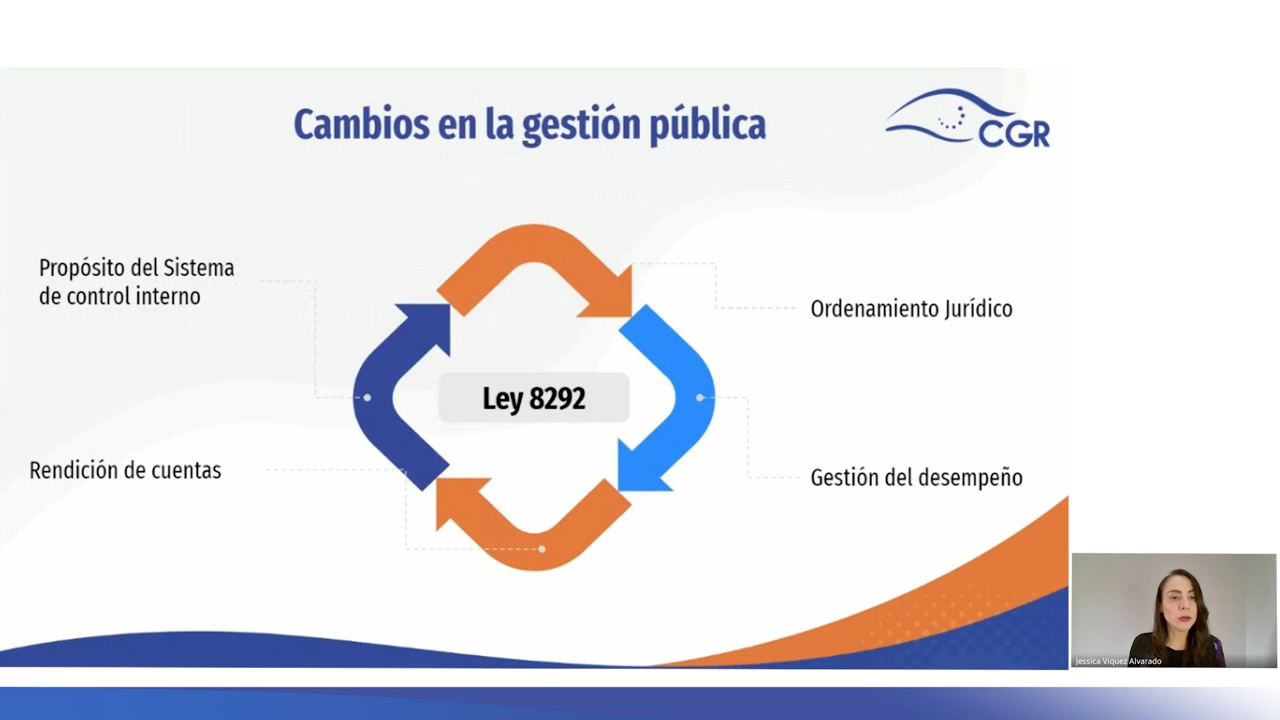 Cambios en la gestión pública
CGR
Propósito del Sistema
de control interno
Ordenamiento Jurídico
Ley 8292
Rendición de cuentas
Gestión del desempeño
Jessica Viquez Alvarado